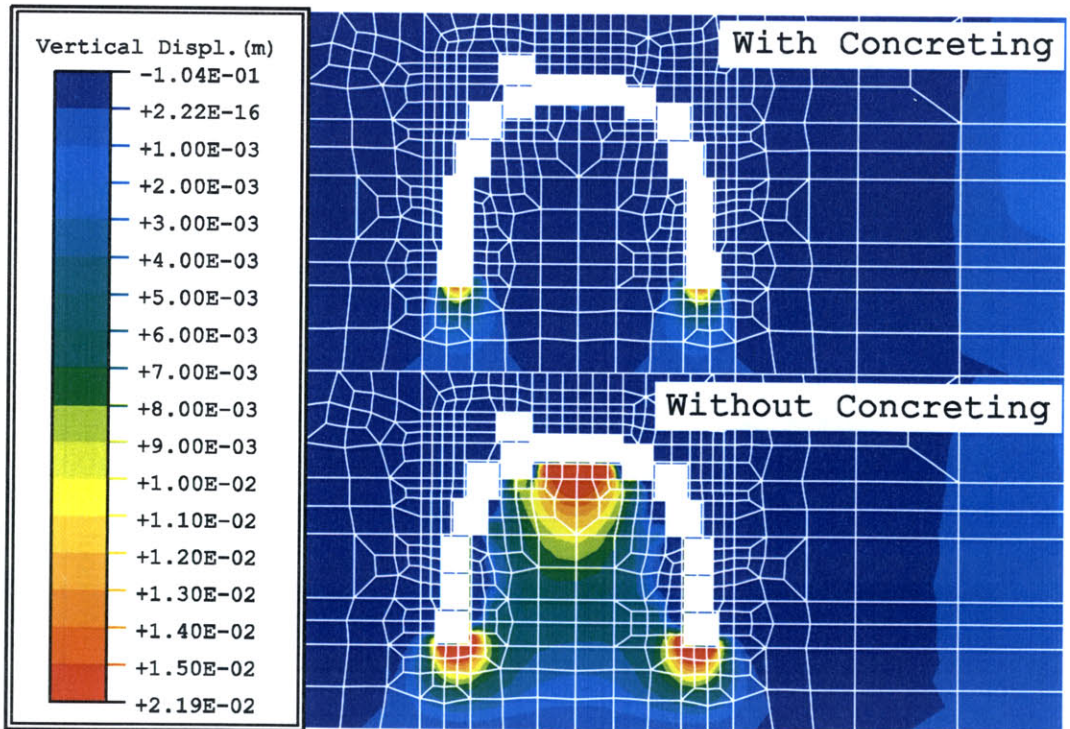 Vertical Displ.(m)
-1.04E-01
+2.22E-16
+1.00E-03
+2.00E-03
+3.00E-03
+4.00E-03
+5.00E-03
+6.00E-03
+7.00E-03
+8.00E-03
+9.00E-03
+1.00E-02
+1.10E-02
+1.20E-02
+1.30E-02
+1.40E-02
+1.50E-02
+2.19E-02
With Concreting
Without Concreting